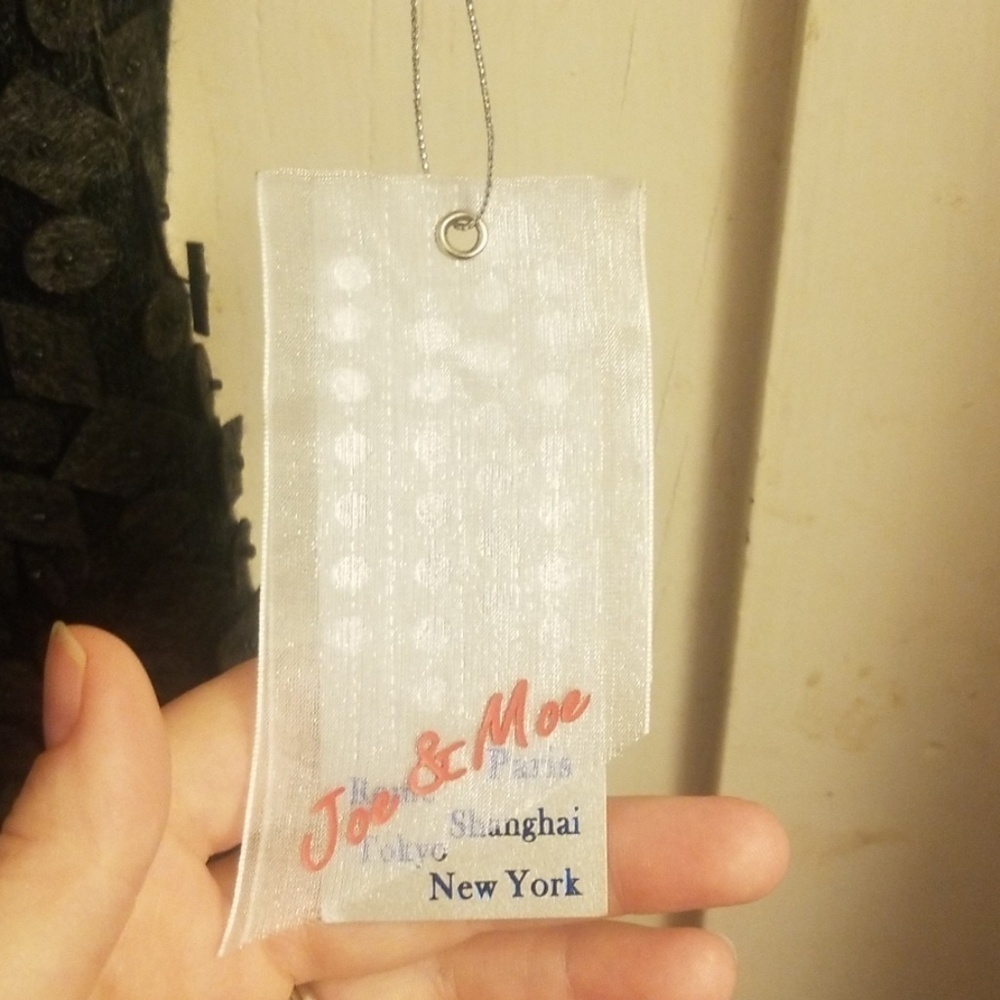 Joe & Moe
Paris
Rome
Shanghai
Tokyo
New York